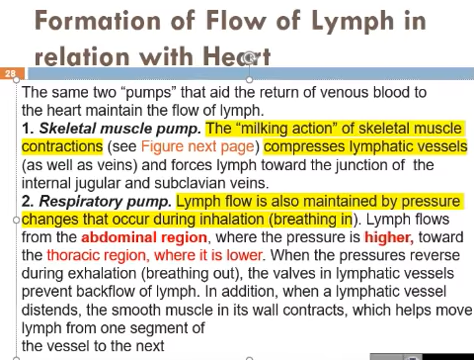 Formation of Flow of Lymph in
relation with Heart
28
The same two “pumps” that aid the return of venous blood to
the heart maintain the flow of lymph.
1. Skeletal muscle pump. The “milking action” of skeletal muscle
contractions (see Figure next page) compresses lymphatic vessels
(as well as veins) and forces lymph toward the junction of the
internal jugular and subclavian veins.
2. Respiratory pump. Lymph flow is also maintained by pressure
changes that occur during inhalation (breathing in). Lymph flows
from the abdominal region, where the pressure is higher, toward
the thoracic region, where it is lower. When the pressures reverse
during exhalation (breathing out), the valves in lymphatic vessels
prevent backflow of lymph. In addition, when a lymphatic vessel
distends, the smooth muscle in its wall contracts, which helps move
lymph from one segment of
the vessel to the next